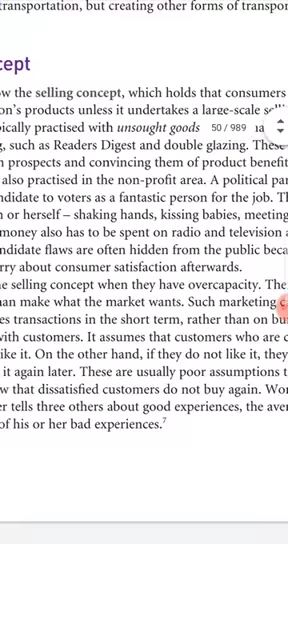 transportation, but creating other forms of transpor
cept
ow the selling concept, which holds that consumers
on's products unless it undertakes a large-scale
pically practised with unsought goods
50 / 989
g, such as Readers Digest and double glazing. These
n prospects and convincing them of product benefit
also practised in the non-profit area. A political par
ndidate to voters as a fantastic person for the job. Th
n or herself – shaking hands, kissing babies, meeting
money also has to be spent on radio and television a
ndidate flaws are often hidden from the public beca
rry about consumer satisfaction afterwards.
e selling concept when they have overcapacity. The
han make what the market wants. Such marketing
es transactions in the short term, rather than on bu
with customers. It assumes that customers who are c
ike it. On the other hand, if they do not like it, they
it again later. These are usually poor assumptions t
w that dissatisfied customers do not buy again. Wor
er tells three others about good experiences, the aver
of his or her bad experiences.7